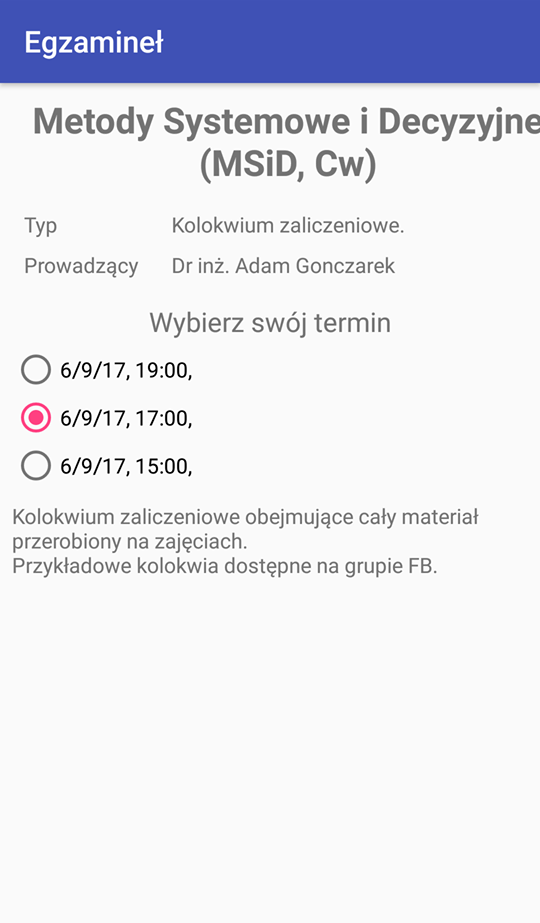 Egzamineł
Metody Systemowe i Decyzyjne
(MSiD, Cw)
Typ Kolokwium zaliczeniowe.
Prowadzący Dr inż. Adam Gonczarek
Wybierz swój termin
6/9/17, 19:00,
6/9/17, 17:00,
6/9/17, 15:00,
Kolokwium zaliczeniowe obejmujące cały materiał
przerobiony na zajęciach.
Przykładowe kolokwia dostępne na grupie FB.